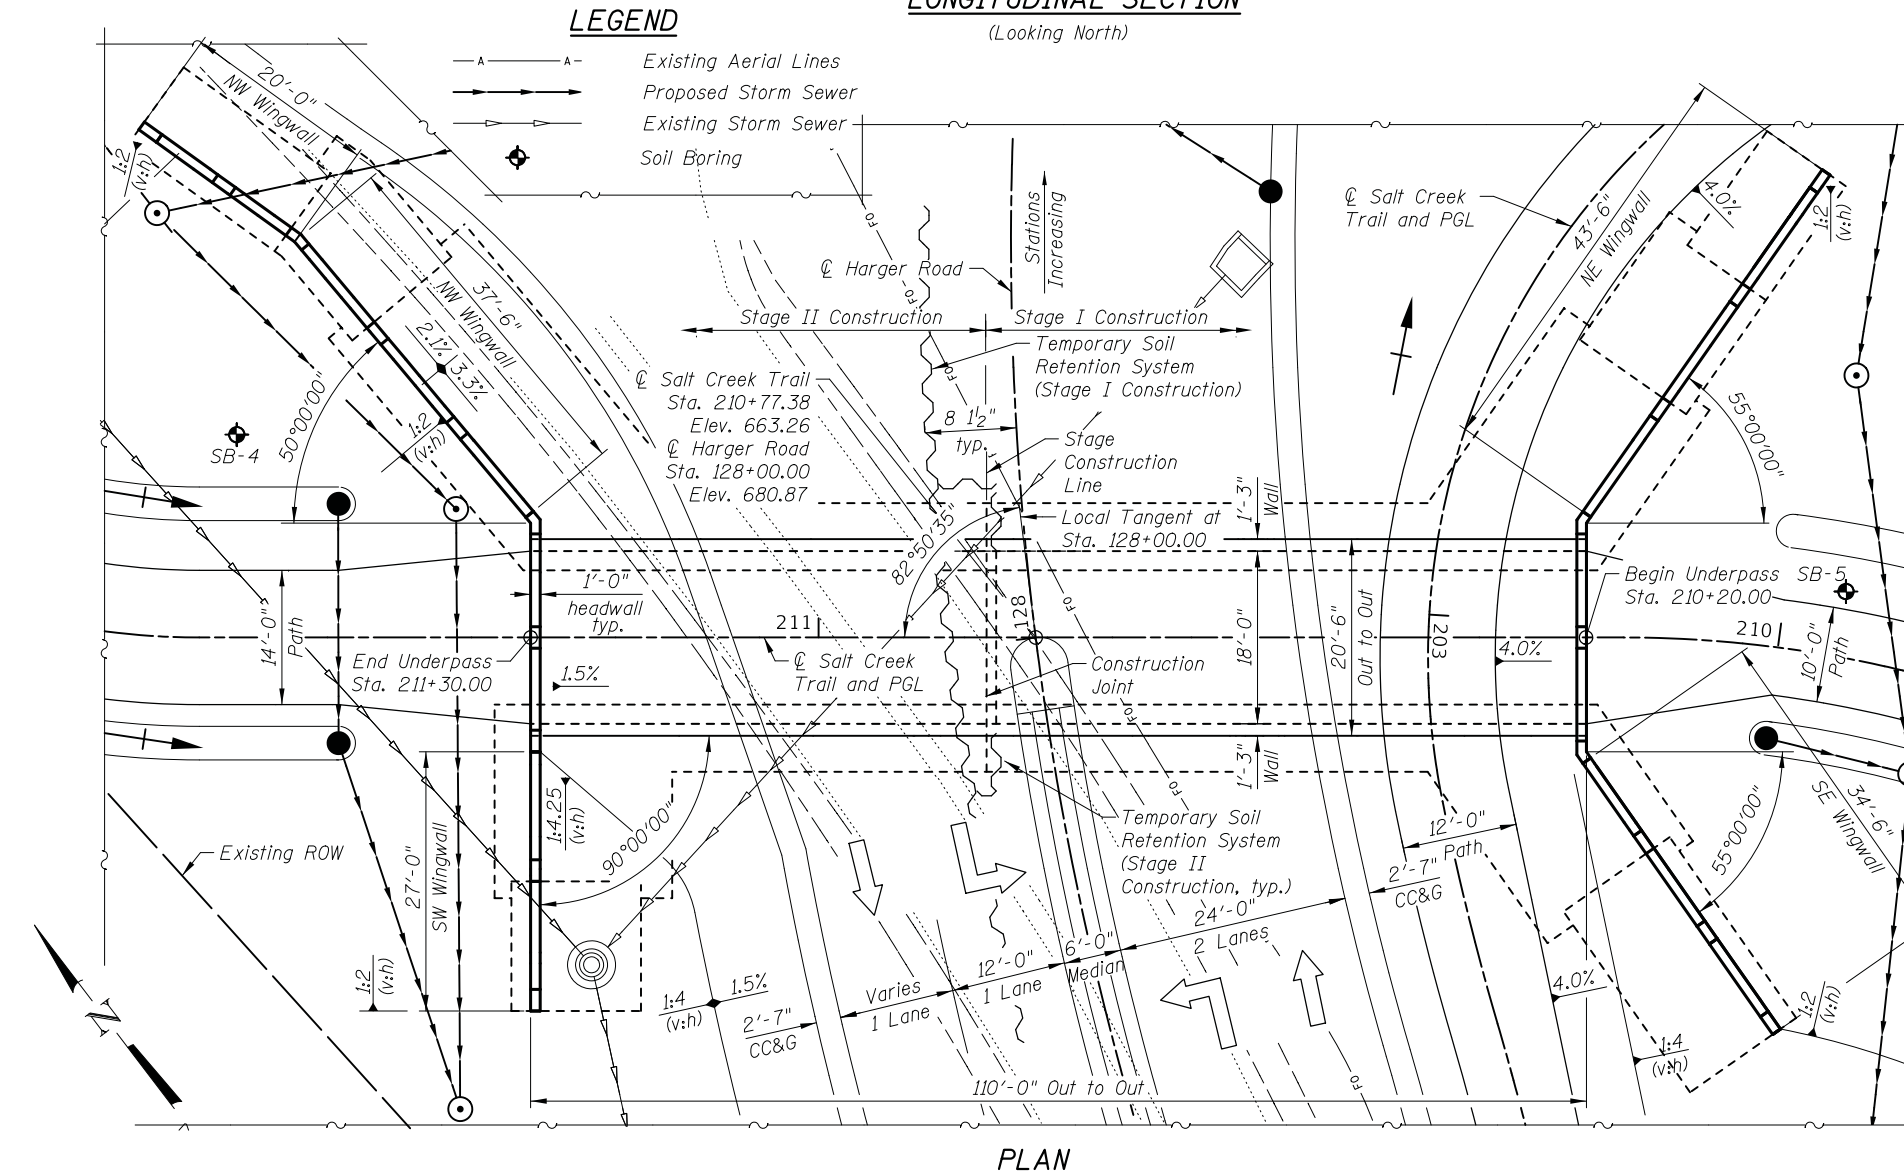 LONGITUDINAL SECTION
(Looking North)
LEGEND
A A
Existing Aerial Lines
Proposed Storm Sewer
Existing Storm Sewer
Soil Boring
20'-0"
NW Wingwall
1:2
(v:h)
37'-6"
NW Wingwall
2.1%
3.3%
50°00'00"
1:2
(v:h)
SB-4
Stations
Increasing
℄ Harger Road
FO
FO
FO
Stage II Construction
Stage I Construction
Temporary Soil
Retention System
(Stage I Construction)
℄ Salt Creek Trail
Sta. 210+77.38
Elev. 663.26
℄ Harger Road
Sta. 128+00.00
Elev. 680.87
8 1/2"
typ.
Stage
Construction
Line
Local Tangent at
Sta. 128+00.00
82°50'35"
℄ Salt Creek
Trail and PGL
43'-6"
NE Wingwall
4.0%
1:2
(v:h)
55°00'00"
1'-3"
Wall
18'-0"
20'-6"
Out to Out
1'-3"
Wall
14'-0"
Path
1'-0"
headwall
typ.
End Underpass
Sta. 211+30.00
1.5%
211
℄ Salt Creek
Trail and PGL
128
FO
Construction
Joint
FO
FO
203
4.0%
Begin Underpass
Sta. 210+20.00
SB-5
210
10'-0"
Path
1:4.25
(v:h)
90°00'00"
27'-0"
SW Wingwall
1:2
(v:h)
Existing ROW
N
Temporary Soil
Retention System
(Stage II
Construction, typ.)
12'-0"
Path
2'-7"
CC&G
24'-0"
2 Lanes
6'-0"
Median
12'-0"
1 Lane
Varies
1 Lane
2'-7"
CC&G
1:4
(v:h)
1.5%
34'-6"
SE Wingwall
55°00'00"
4.0%
1:2
(v:h)
1:4
(v:h)
FO
110'-0" Out to Out
PLAN